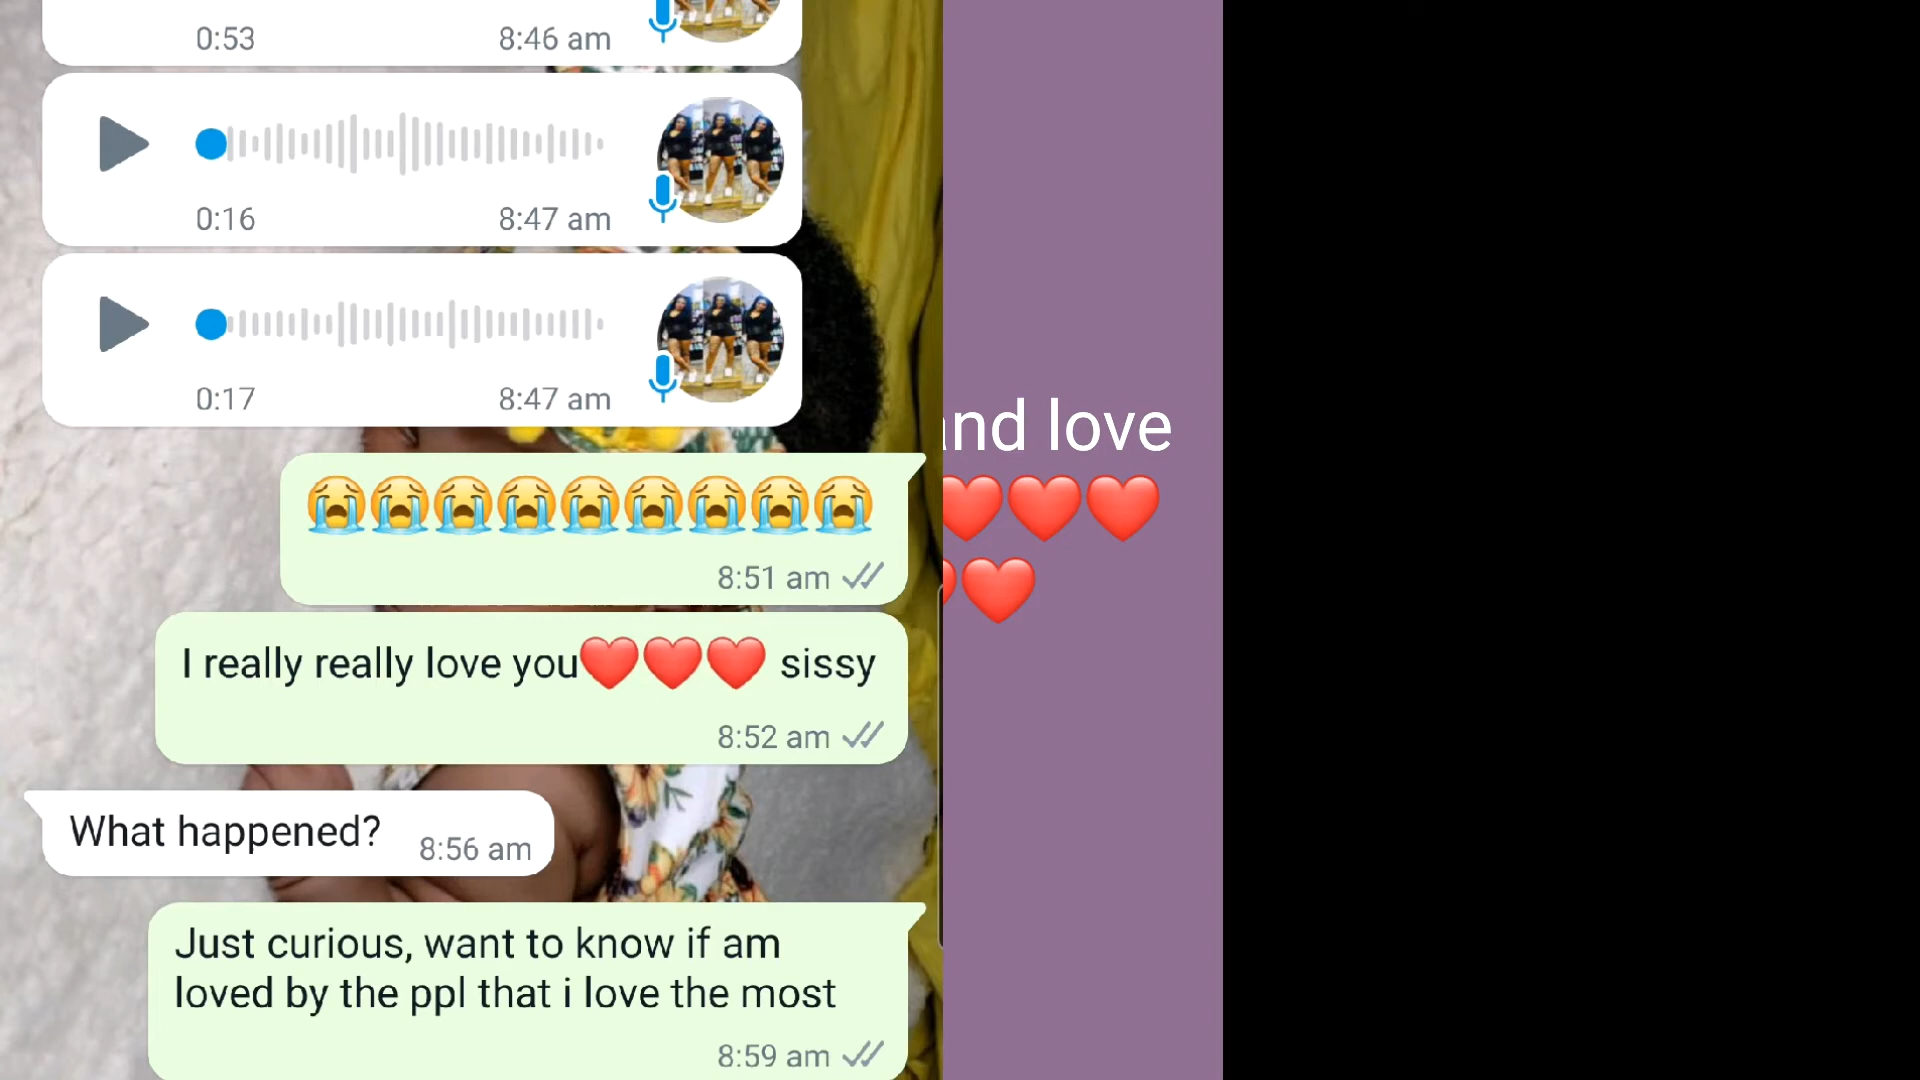 0:53 8:46 am
0:16 8:47 am
0:17 8:47 am
😭😭😭😭😭😭😭😭😭
8:51 am
I really really love you❤️❤️❤️ sissy
8:52 am
What happened? 8:56 am
Just curious, want to know if am
loved by the ppl that i love the most
8:59 am
love
❤️❤️❤️
❤️